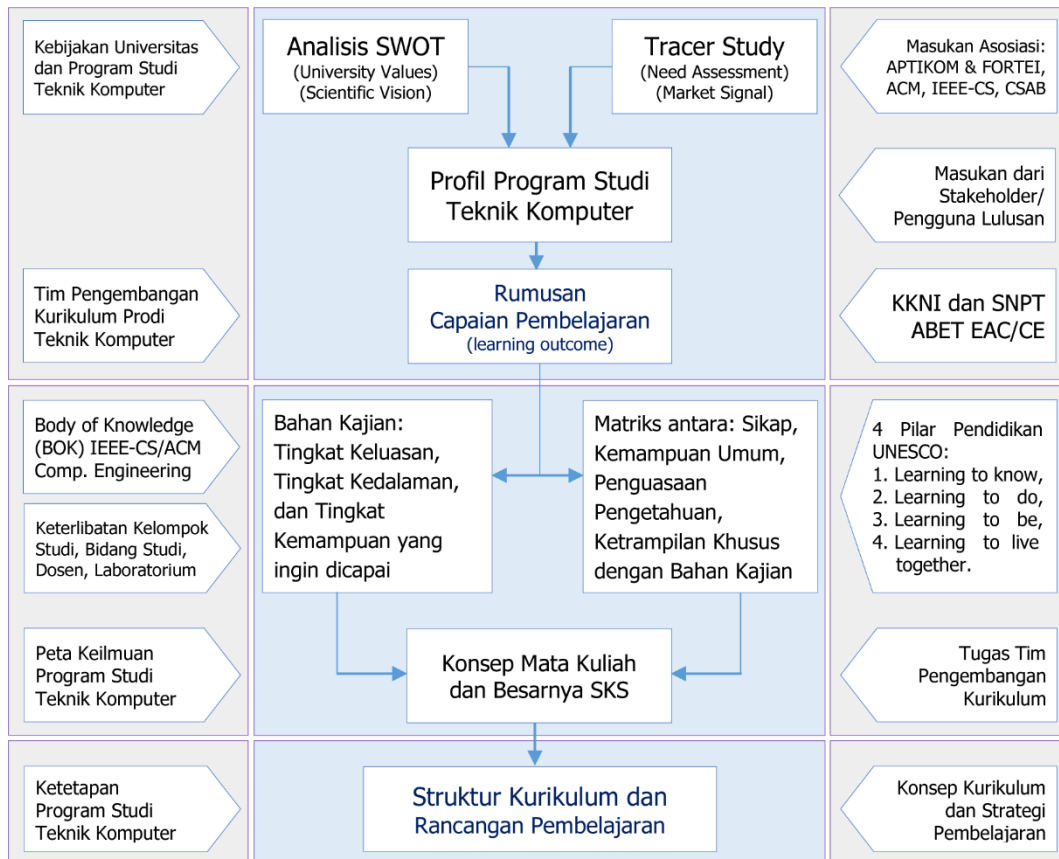 Kebijakan Universitas
dan Program Studi
Teknik Komputer
Analisis SWOT
(University Values)
(Scientific Vision)
Tracer Study
(Need Assessment)
(Market Signal)
Masukan Asosiasi:
APTIKOM & FORTEI,
ACM, IEEE-CS, CSAB
Profil Program Studi
Teknik Komputer
Masukan dari
Stakeholder/
Pengguna Lulusan
Tim Pengembangan
Kurikulum Prodi
Teknik Komputer
Rumusan
Capaian Pembelajaran
(learning outcome)
KKNI dan SNPT
ABET EAC/CE
Body of Knowledge
(BOK) IEEE-CS/ACM
Comp. Engineering
Keterlibatan Kelompok
Studi, Bidang Studi,
Dosen, Laboratorium
Bahan Kajian:
Tingkat Keluasan,
Tingkat Kedalaman,
dan Tingkat
Kemampuan yang
ingin dicapai
Matriks antara: Sikap,
Kemampuan Umum,
Penguasaan
Pengetahuan,
Ketrampilan Khusus
dengan Bahan Kajian
4 Pilar Pendidikan
UNESCO:
1. Learning to know,
2. Learning to do,
3. Learning to be,
4. Learning to live
together.
Peta Keilmuan
Program Studi
Teknik Komputer
Konsep Mata Kuliah
dan Besarnya SKS
Tugas Tim
Pengembangan
Kurikulum
Ketetapan
Program Studi
Teknik Komputer
Struktur Kurikulum dan
Rancangan Pembelajaran
Konsep Kurikulum
dan Strategi
Pembelajaran